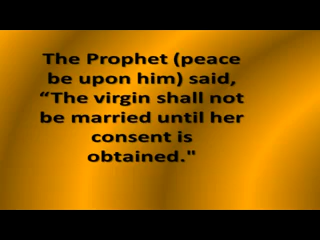 The Prophet (peace
be upon him) said,
“The virgin shall not
be married until her
consent is
obtained."